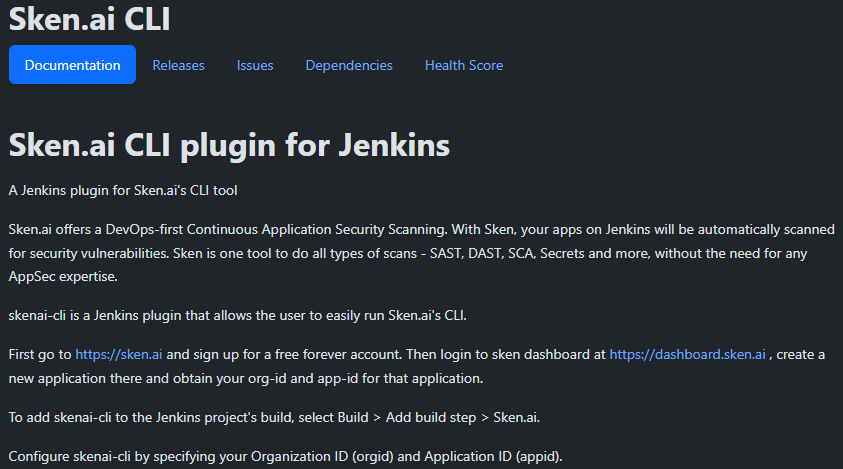 Sken.ai CLI
Documentation Releases Issues Dependencies Health Score
Sken.ai CLI plugin for Jenkins
A Jenkins plugin for Sken.ai's CLI tool
Sken.ai offers a DevOps-first Continuous Application Security Scanning. With Sken, your apps on Jenkins will be automatically scanned
for security vulnerabilities. Sken is one tool to do all types of scans - SAST, DAST, SCA, Secrets and more, without the need for any
AppSec expertise.
skenai-cli is a Jenkins plugin that allows the user to easily run Sken.ai's CLI.
First go to https://sken.ai and sign up for a free forever account. Then login to sken dashboard at https://dashboard.sken.ai , create a
new application there and obtain your org-id and app-id for that application.
To add skenai-cli to the Jenkins project's build, select Build > Add build step > Sken.ai.
Configure skenai-cli by specifying your Organization ID (orgid) and Application ID (appid).